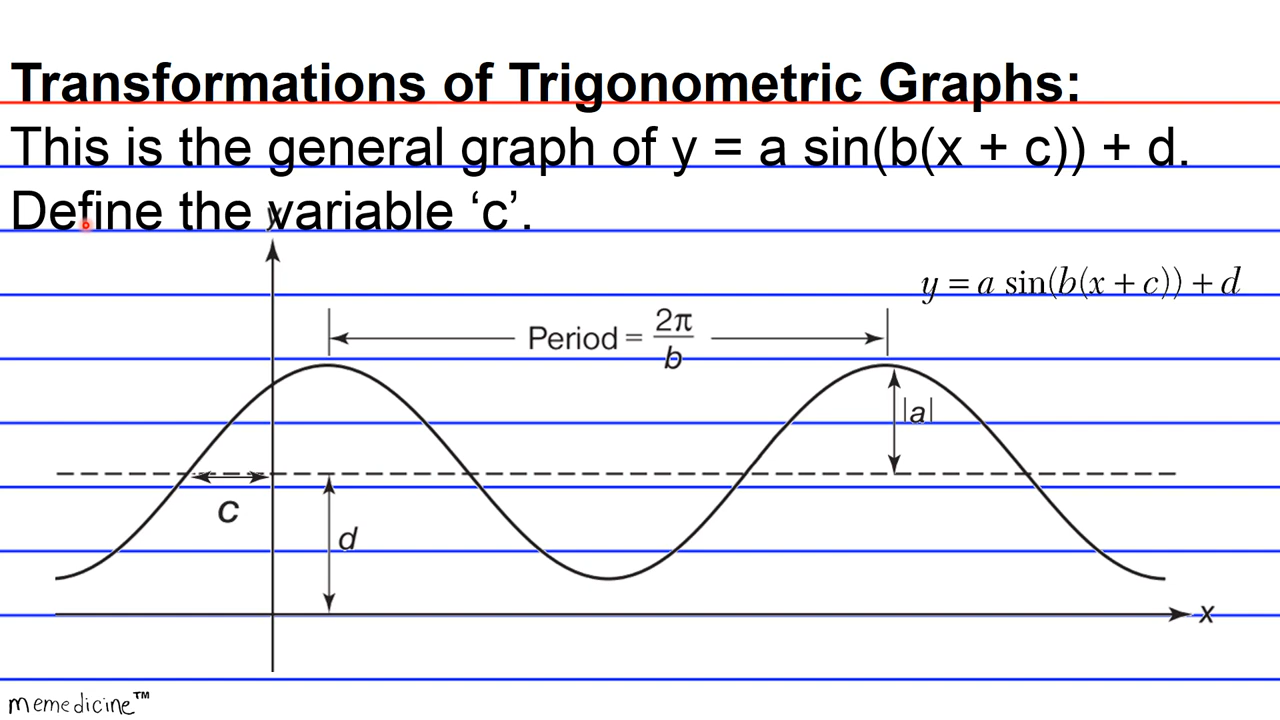 Transformations of Trigonometric Graphs:
This is the general graph of y = a sin(b(x + c)) + d.
Define the variable ‘c’.
y
y = a sin(b(x + c)) + d
Period = 2π/b
|a|
c
d
x
memedicine™